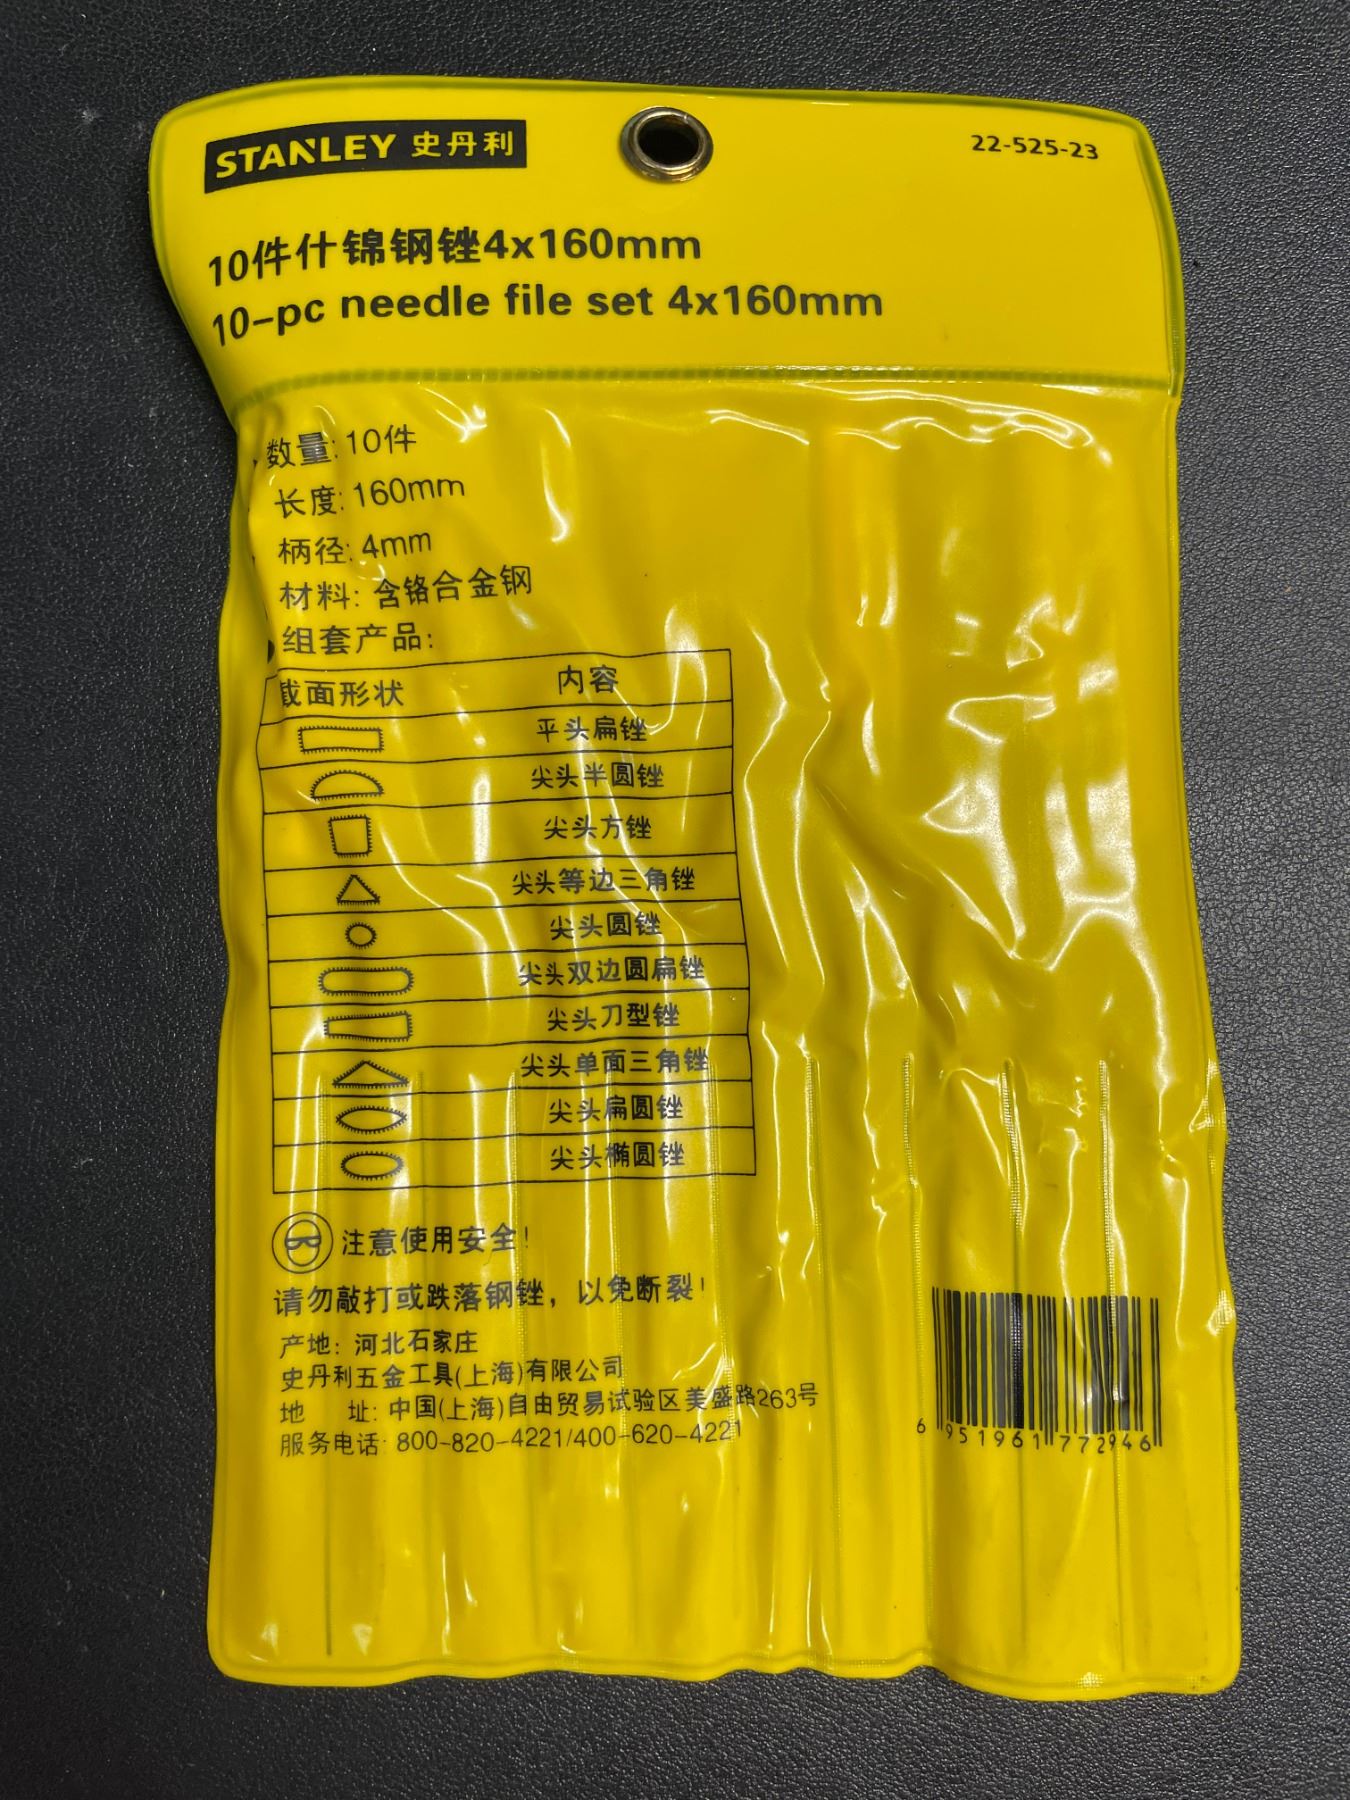 STANLEY 史丹利
22-525-23
10件什锦钢锉4x160mm
10-pc needle file set 4x160mm
数量: 10件
长度: 160mm
柄径: 4mm
材料: 含铬合金钢
组套产品:
截面形状 内容
平头扁锉
尖头半圆锉
尖头方锉
尖头等边三角锉
尖头圆锉
尖头双边圆扁锉
尖头刀型锉
尖头单面三角锉
尖头扁圆锉
尖头椭圆锉
注意使用安全!
请勿敲打或跌落钢锉，以免断裂!
产地: 河北石家庄
史丹利五金工具(上海)有限公司
地 址: 中国(上海)自由贸易试验区美盛路263号
服务电话: 800-820-4221/400-620-4221
6 951961 772946